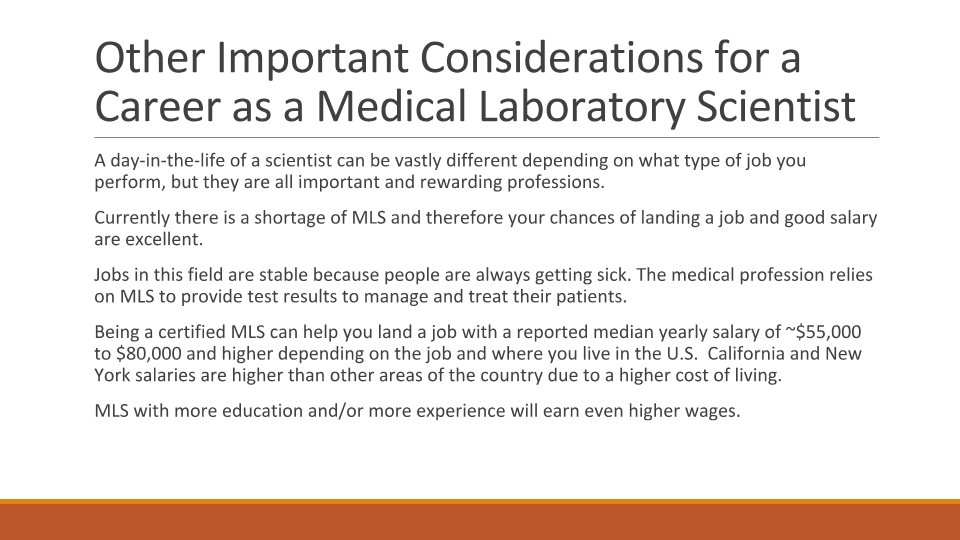 Other Important Considerations for a
Career as a Medical Laboratory Scientist
A day-in-the-life of a scientist can be vastly different depending on what type of job you
perform, but they are all important and rewarding professions.
Currently there is a shortage of MLS and therefore your chances of landing a job and good salary
are excellent.
Jobs in this field are stable because people are always getting sick. The medical profession relies
on MLS to provide test results to manage and treat their patients.
Being a certified MLS can help you land a job with a reported median yearly salary of ~$55,000
to $80,000 and higher depending on the job and where you live in the U.S.  California and New
York salaries are higher than other areas of the country due to a higher cost of living.
MLS with more education and/or more experience will earn even higher wages.